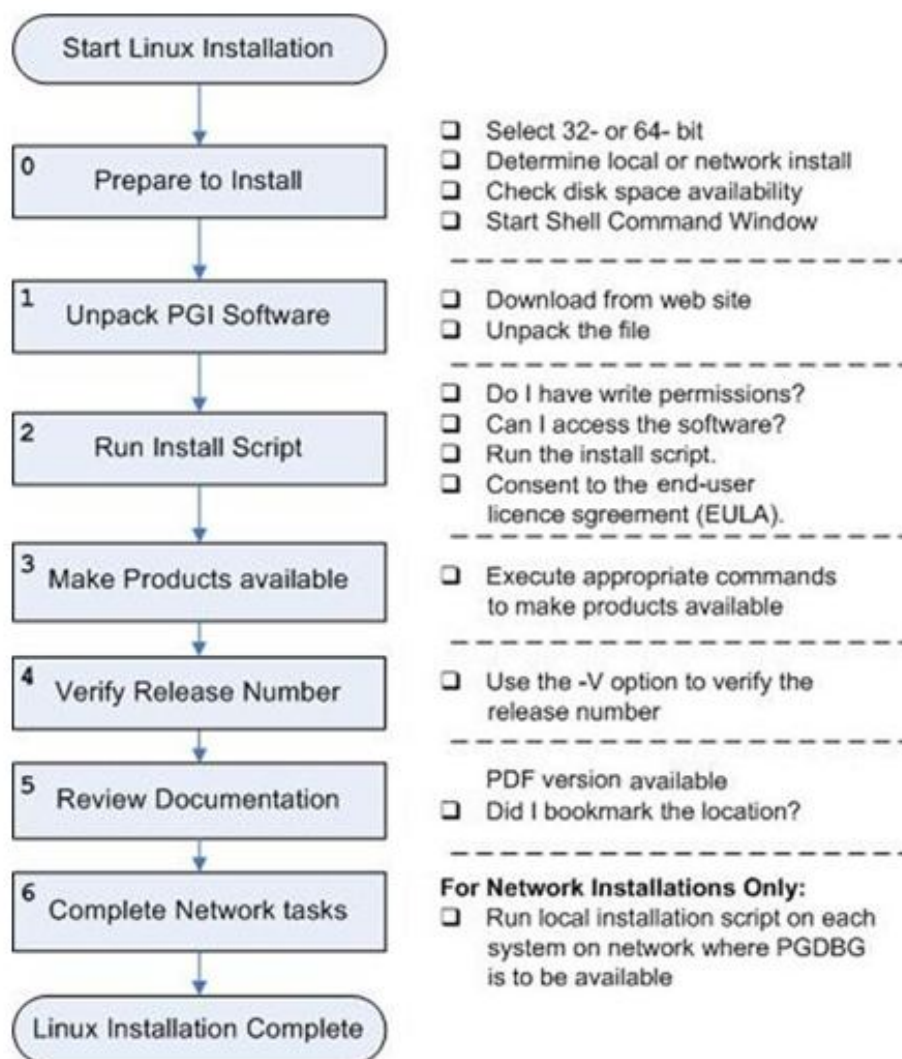 Start Linux Installation
0
Prepare to Install
❑ Select 32- or 64- bit
❑ Determine local or network install
❑ Check disk space availability
❑ Start Shell Command Window
1
Unpack PGI Software
❑ Download from web site
❑ Unpack the file
2
Run Install Script
❑ Do I have write permissions?
❑ Can I access the software?
❑ Run the install script.
❑ Consent to the end-user
licence sgreement (EULA).
3
Make Products available
❑ Execute appropriate commands
to make products available
4
Verify Release Number
❑ Use the -V option to verify the
release number
5
Review Documentation
PDF version available
❑ Did I bookmark the location?
6
Complete Network tasks
For Network Installations Only:
❑ Run local installation script on each
system on network where PGDBG
is to be available
Linux Installation Complete